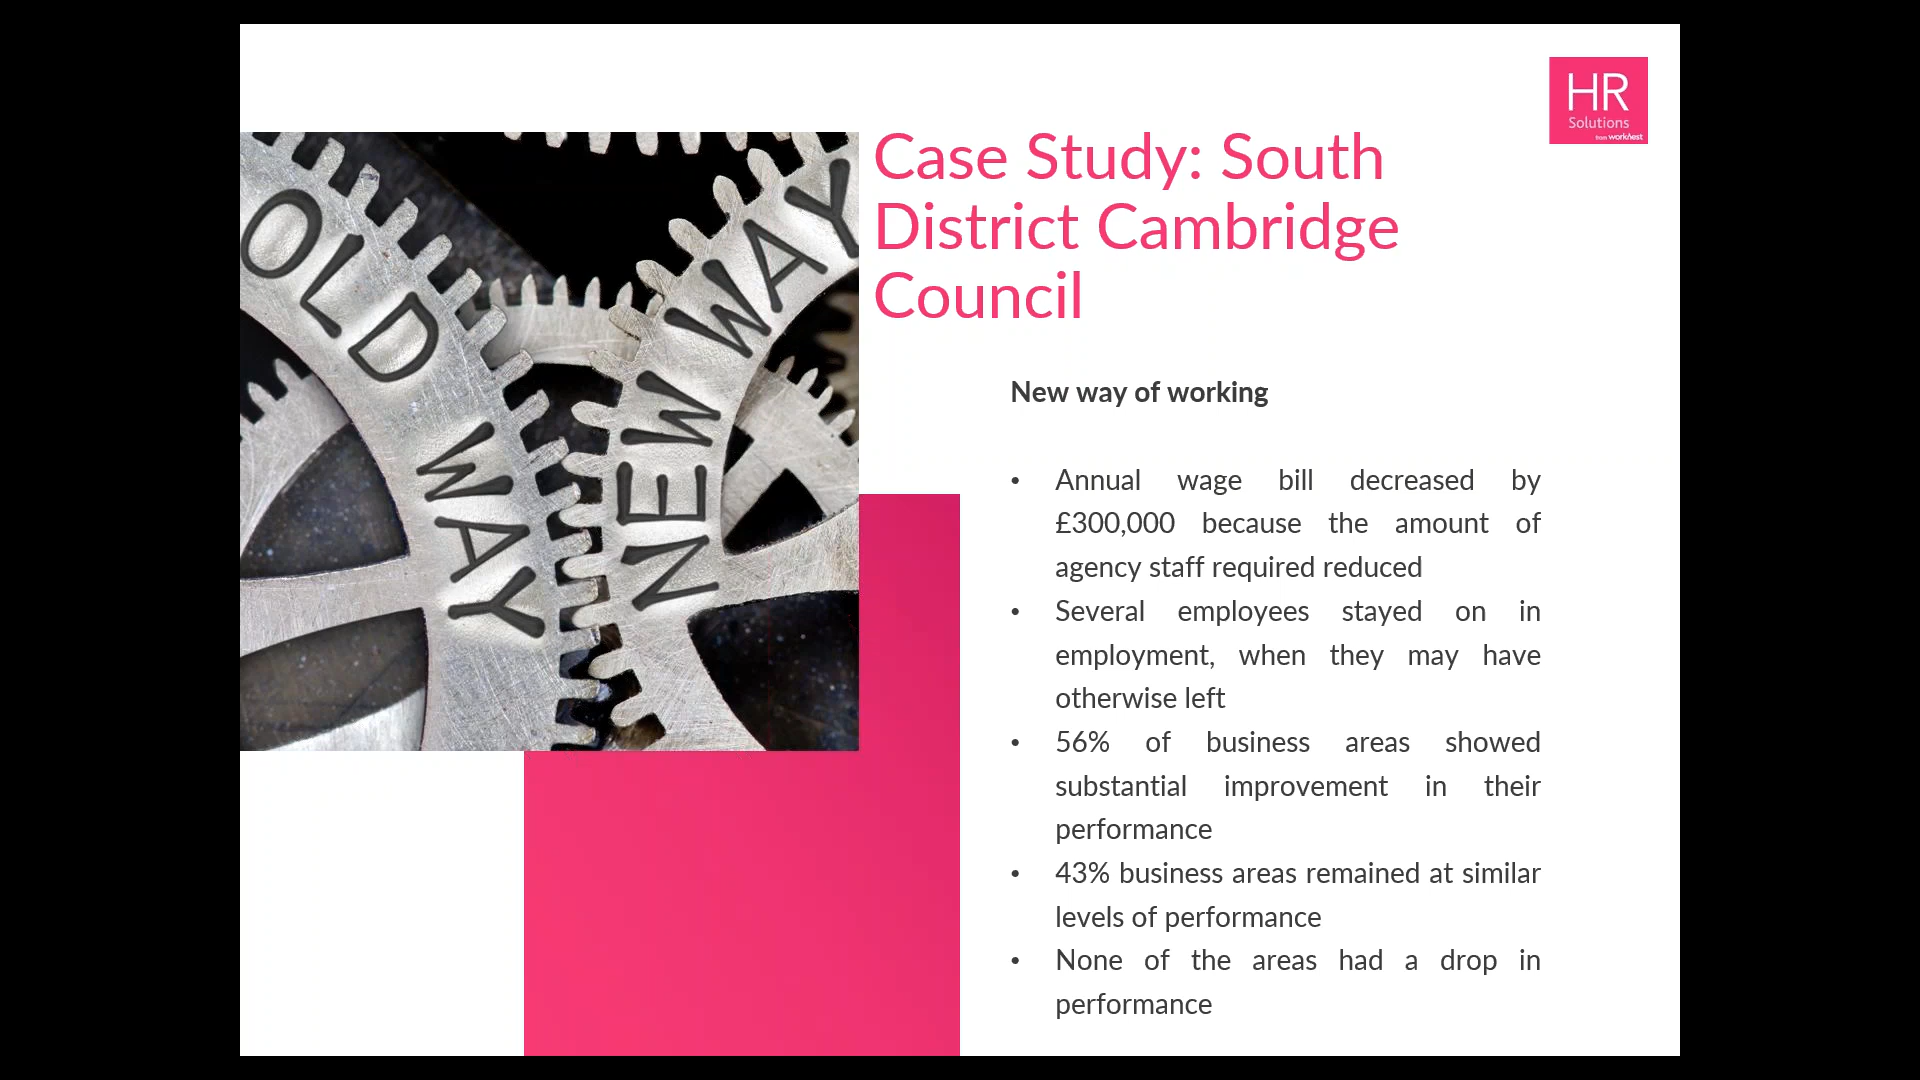 HR
Solutions
from worknest
OLD WAY
NEW WAY
Case Study: South
District Cambridge
Council
New way of working
• Annual wage bill decreased by
£300,000 because the amount of
agency staff required reduced
• Several employees stayed on in
employment, when they may have
otherwise left
• 56% of business areas showed
substantial improvement in their
performance
• 43% business areas remained at similar
levels of performance
• None of the areas had a drop in
performance